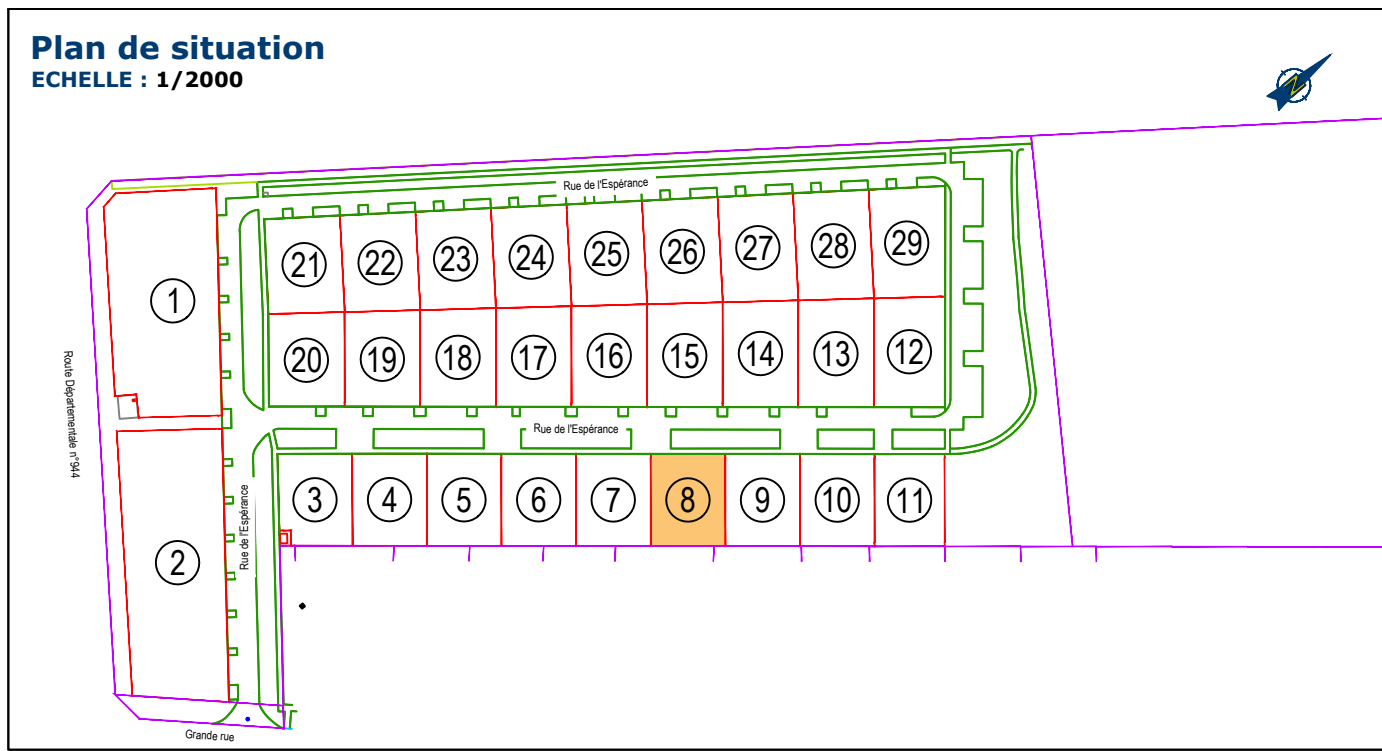 Plan de situation
ECHELLE : 1/2000
N
Rue de l'Espérance
21 22 23 24 25 26 27 28 29
1
20 19 18 17 16 15 14 13 12
Route Départementale n°944
Rue de l'Espérance
3 4 5 6 7 8 9 10 11
Rue de l'Espérance
2
Grande rue